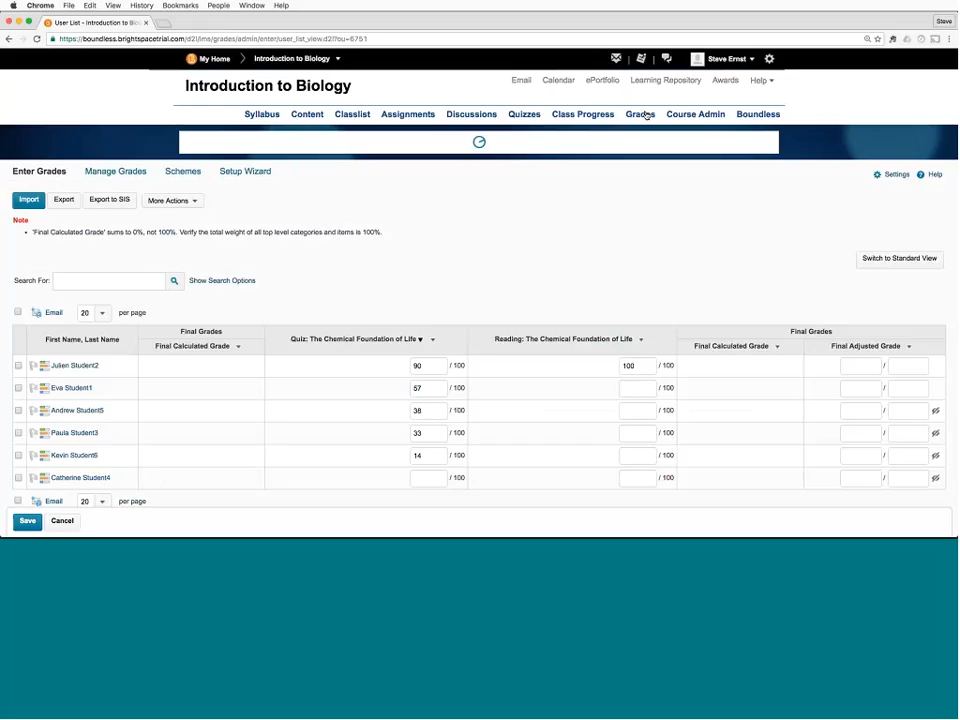 Chrome File Edit View History Bookmarks People Window Help
User List - Introduction to Bio
Steve
https://boundless.brightspacetrial.com/d2l/lms/grades/admin/enter/user_list_view.d2l?ou=6751
My Home Introduction to Biology Steve Ernst
Introduction to Biology
Email Calendar ePortfolio Learning Repository Awards Help
Syllabus Content Classlist Assignments Discussions Quizzes Class Progress Grades Course Admin Boundless
Enter Grades Manage Grades Schemes Setup Wizard
Settings Help
Import Export Export to SIS More Actions
Note
• 'Final Calculated Grade' sums to 0%, not 100%. Verify the total weight of all top level categories and items is 100%.
Switch to Standard View
Search For: Show Search Options
Email 20 per page
Final Grades Final Grades
First Name, Last Name Quiz: The Chemical Foundation of Life Reading: The Chemical Foundation of Life
Final Calculated Grade Final Calculated Grade Final Adjusted Grade
Julien Student2 90 / 100 100 / 100 /
Eva Student1 57 / 100 / 100 /
Andrew Student5 38 / 100 / 100 /
Paula Student3 33 / 100 / 100 /
Kevin Student6 14 / 100 / 100 /
Catherine Student4 / 100 / 100 /
Email 20 per page
Save Cancel